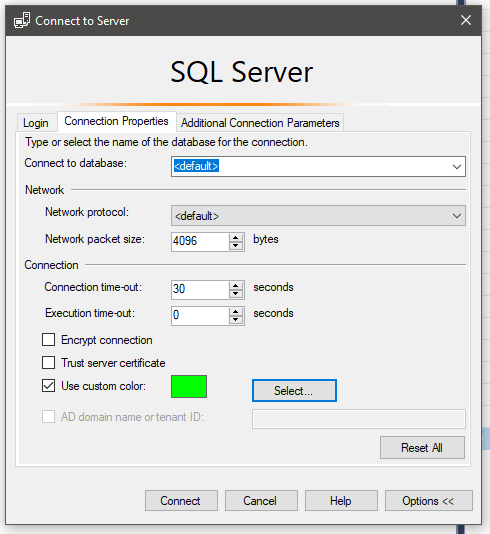 Connect to Server
SQL Server
Login Connection Properties Additional Connection Parameters
Type or select the name of the database for the connection.
Connect to database: <default>
Network
Network protocol: <default>
Network packet size: 4096 bytes
Connection
Connection time-out: 30 seconds
Execution time-out: 0 seconds
Encrypt connection
Trust server certificate
Use custom color: Select...
AD domain name or tenant ID:
Reset All
Connect Cancel Help Options <<